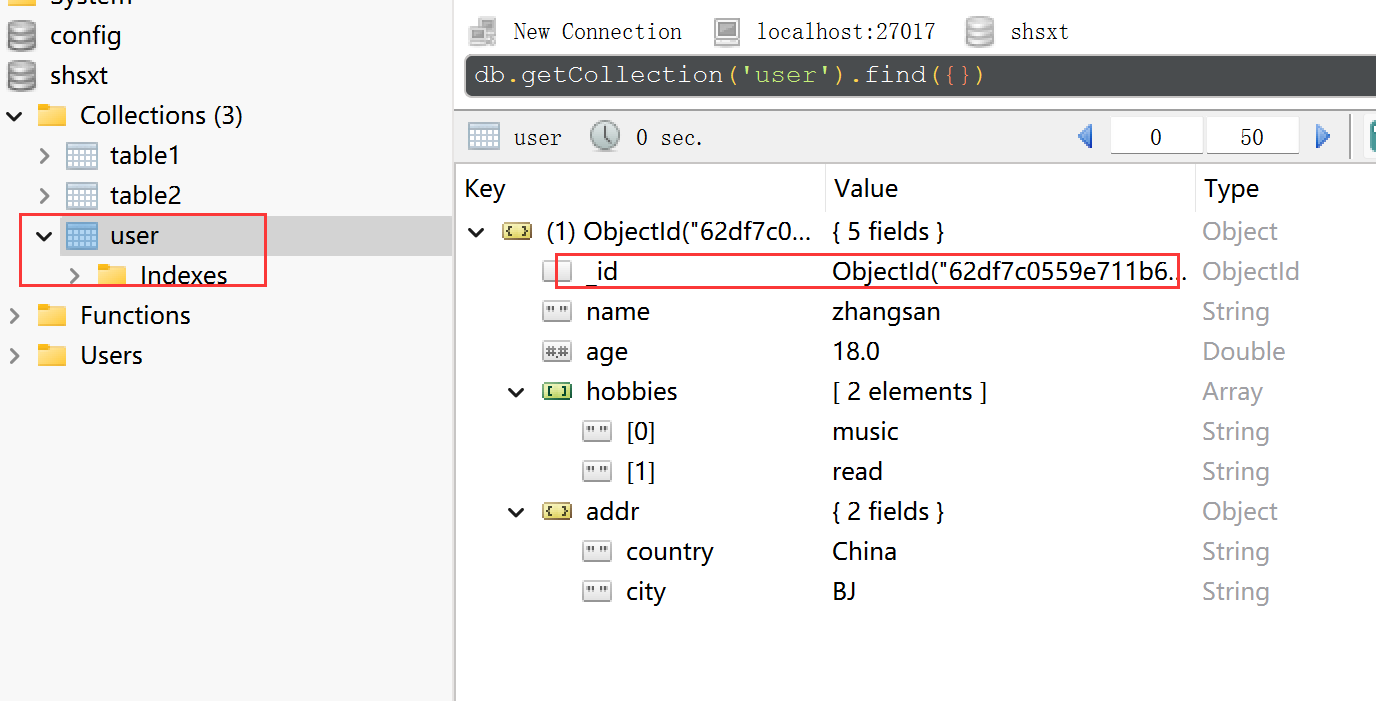 System
config
shsxt
Collections (3)
table1
table2
user
Indexes
Functions
Users
New Connection localhost:27017 shsxt
db.getCollection('user').find({})
user 0 sec. 0 50
Key Value Type
(1) ObjectId("62df7c0... { 5 fields } Object
_id ObjectId("62df7c0559e711b6... ObjectId
name zhangsan String
age 18.0 Double
hobbies [ 2 elements ] Array
[0] music String
[1] read String
addr { 2 fields } Object
country China String
city BJ String